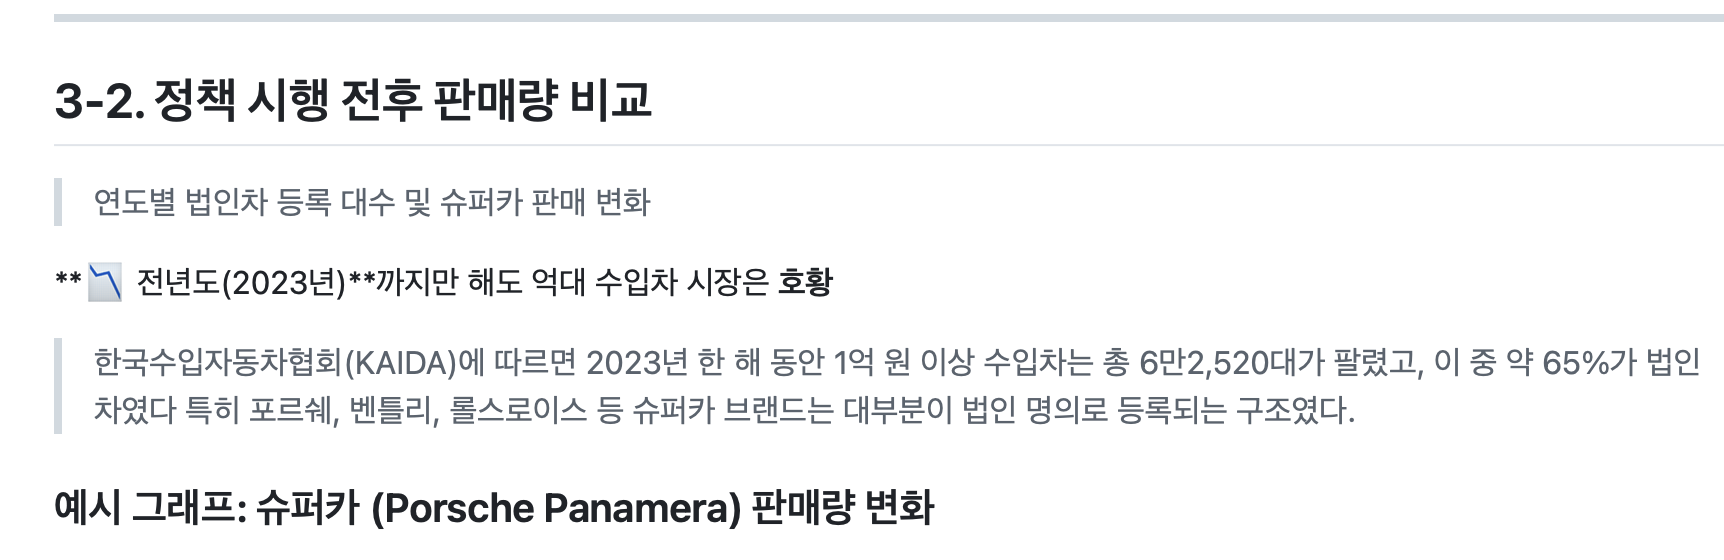 3-2. 정책 시행 전후 판매량 비교
연도별 법인차 등록 대수 및 슈퍼카 판매 변화
**📉 전년도(2023년)**까지만 해도 억대 수입차 시장은 호황
한국수입자동차협회(KAIDA)에 따르면 2023년 한 해 동안 1억 원 이상 수입차는 총 6만2,520대가 팔렸고, 이 중 약 65%가 법인
차였다 특히 포르쉐, 벤틀리, 롤스로이스 등 슈퍼카 브랜드는 대부분이 법인 명의로 등록되는 구조였다.
예시 그래프: 슈퍼카 (Porsche Panamera) 판매량 변화